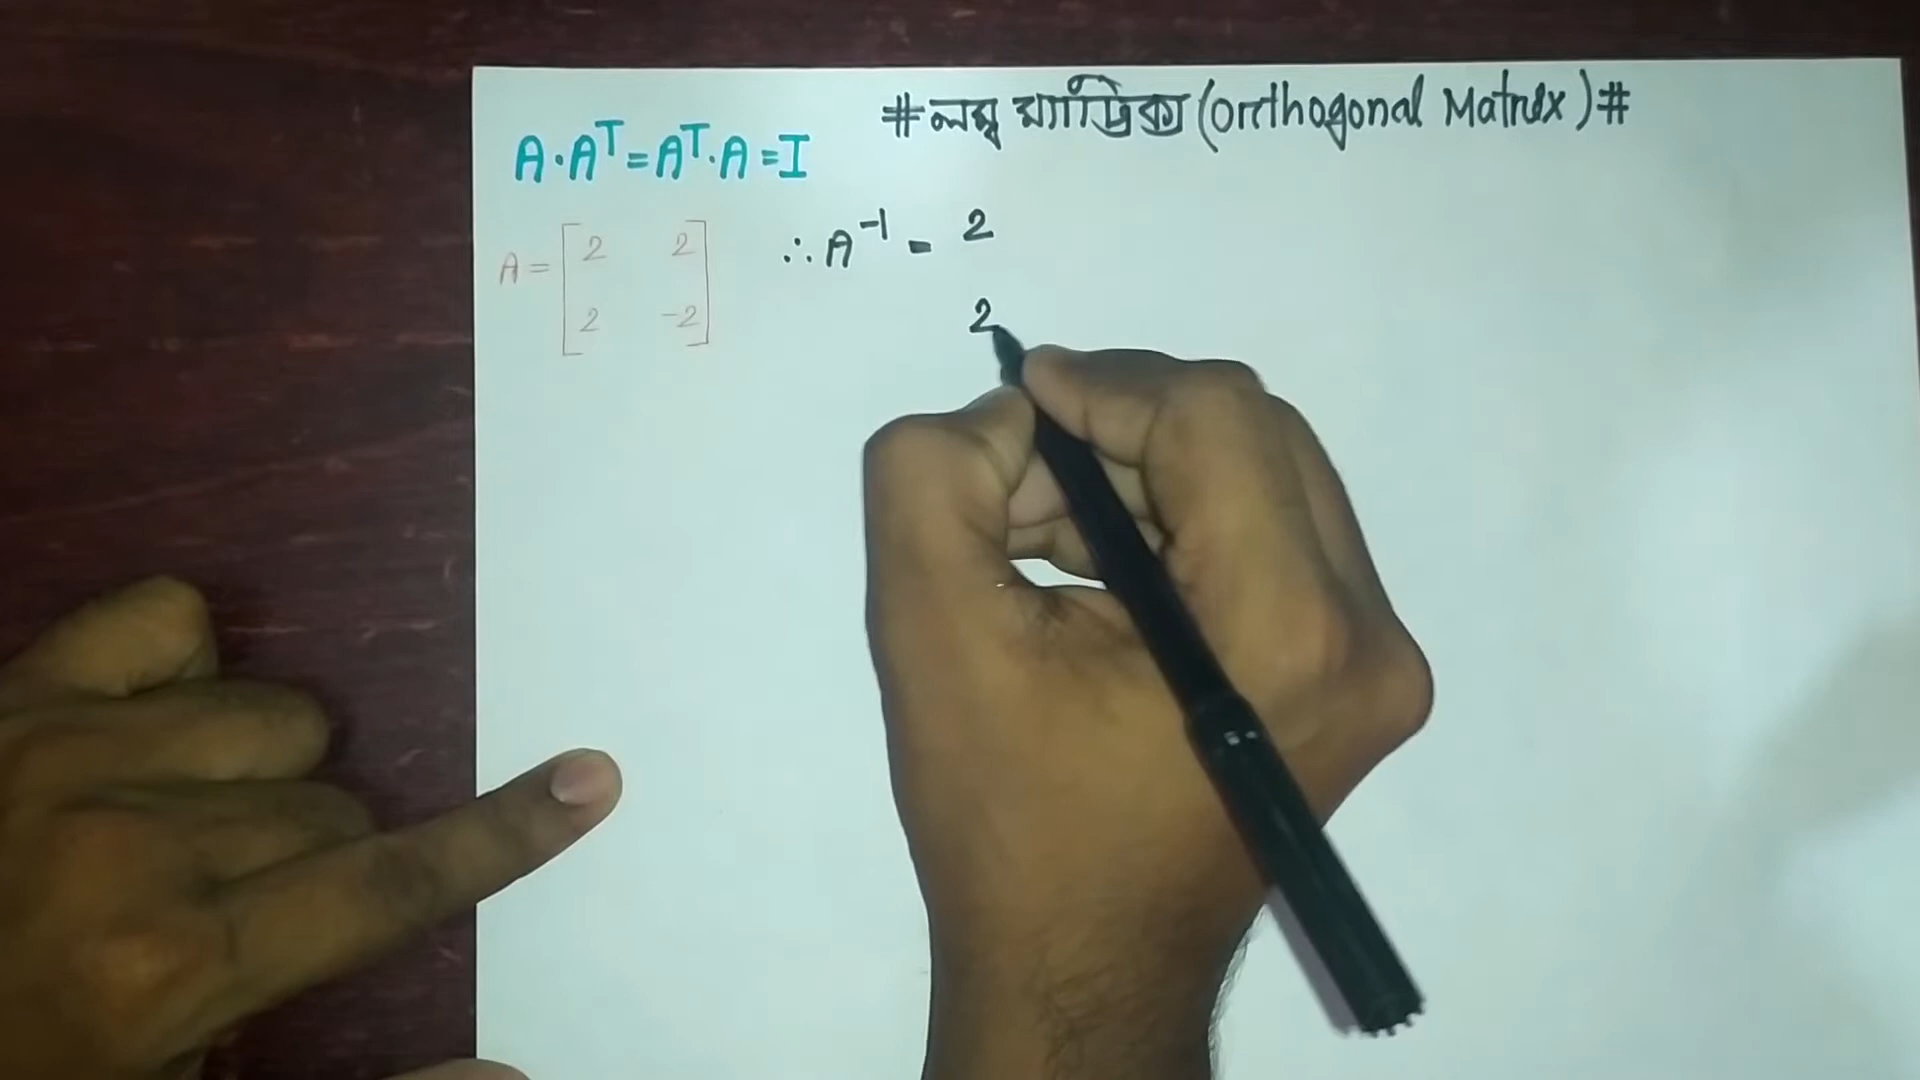 #লম্ব ম্যাট্রিক্স (Orthogonal Matrix)#
A·Aᵀ = Aᵀ·A = I
A = [2 2
2 -2]
∴ A⁻¹ = 2
2